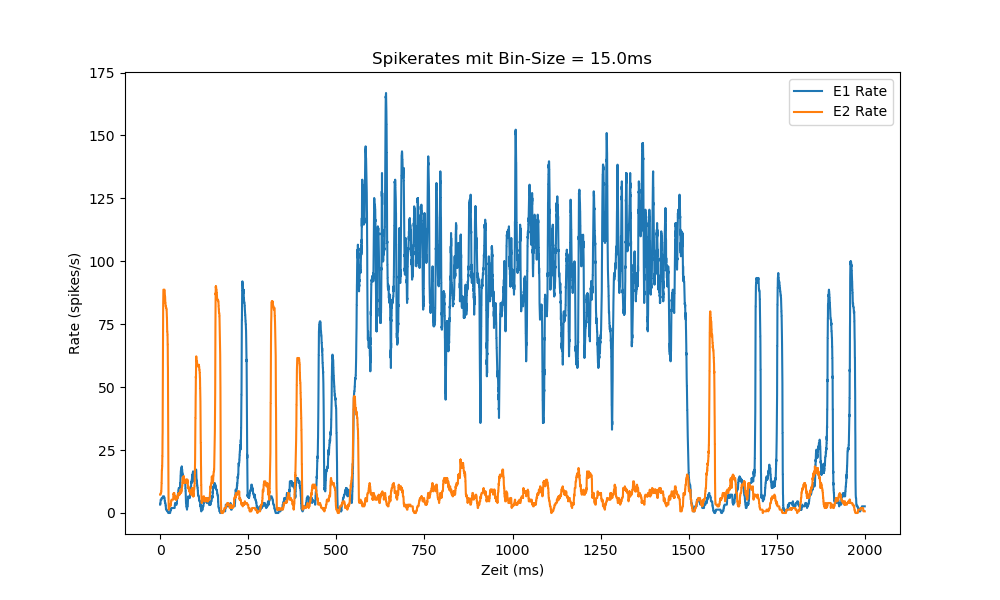 Spikerates mit Bin-Size = 15.0ms
E1 Rate
E2 Rate
Rate (spikes/s)
175
150
125
100
75
50
25
0
0 250 500 750 1000 1250 1500 1750 2000
Zeit (ms)